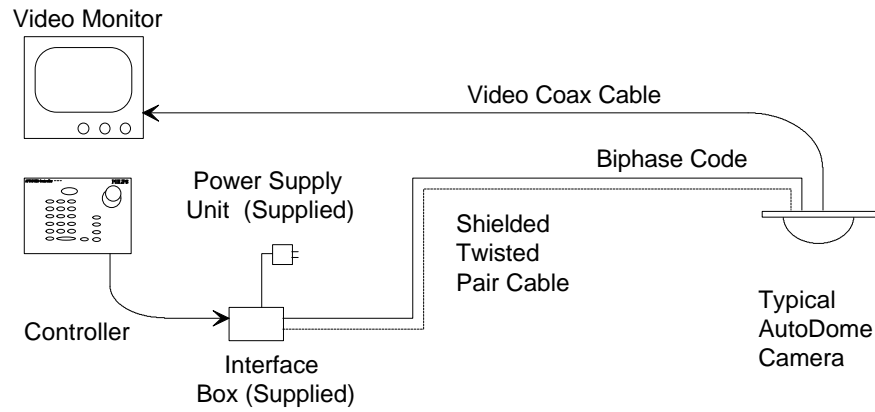 Video Monitor
Video Coax Cable
Biphase Code
Power Supply
Unit (Supplied)
Shielded
Twisted
Pair Cable
PHILIPS
Controller
Interface
Box (Supplied)
Typical
AutoDome
Camera